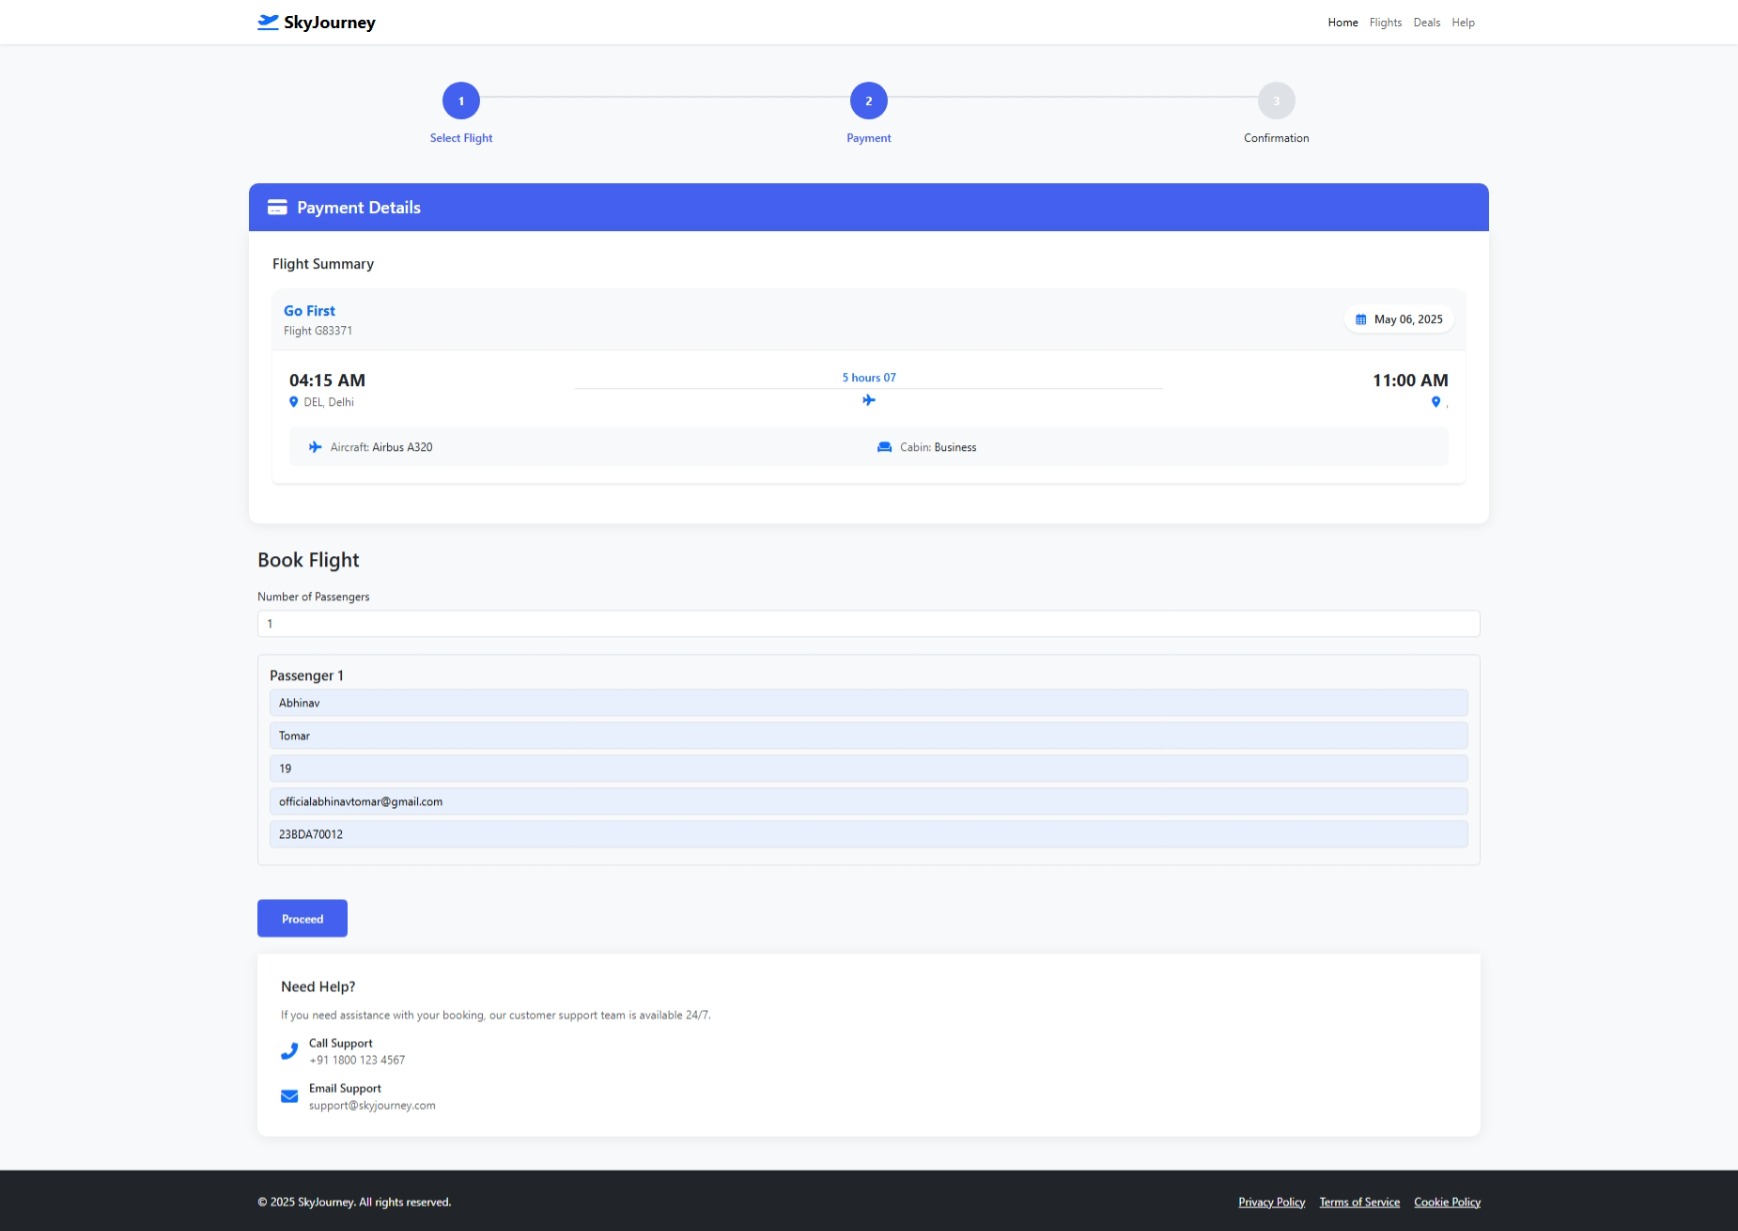 SkyJourney
Home Flights Deals Help
1 2 3
Select Flight Payment Confirmation
Payment Details
Flight Summary
Go First
Flight G83371
May 06, 2025
04:15 AM
DEL, Delhi
5 hours 07
11:00 AM
,
Aircraft: Airbus A320
Cabin: Business
Book Flight
Number of Passengers
1
Passenger 1
Abhinav
Tomar
19
officialabhinavtomar@gmail.com
23BDA70012
Proceed
Need Help?
If you need assistance with your booking, our customer support team is available 24/7.
Call Support
+91 1800 123 4567
Email Support
support@skyjourney.com
© 2025 SkyJourney. All rights reserved.
Privacy Policy Terms of Service Cookie Policy